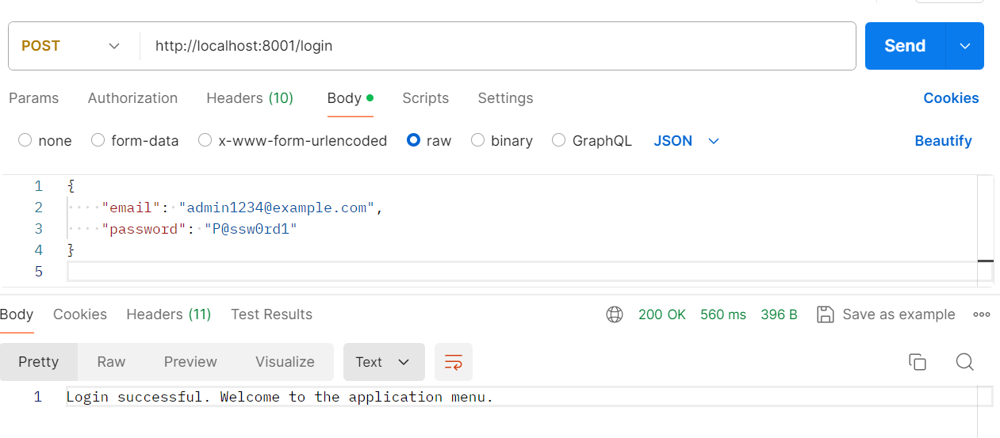 POST http://localhost:8001/login Send
Params Authorization Headers (10) Body Scripts Settings Cookies
none form-data x-www-form-urlencoded raw binary GraphQL JSON Beautify
1 {
2 "email": "admin1234@example.com",
3 "password": "P@ssw0rd1"
4 }
5
Body Cookies Headers (11) Test Results 200 OK 560 ms 396 B Save as example
Pretty Raw Preview Visualize Text
1 Login successful. Welcome to the application menu.